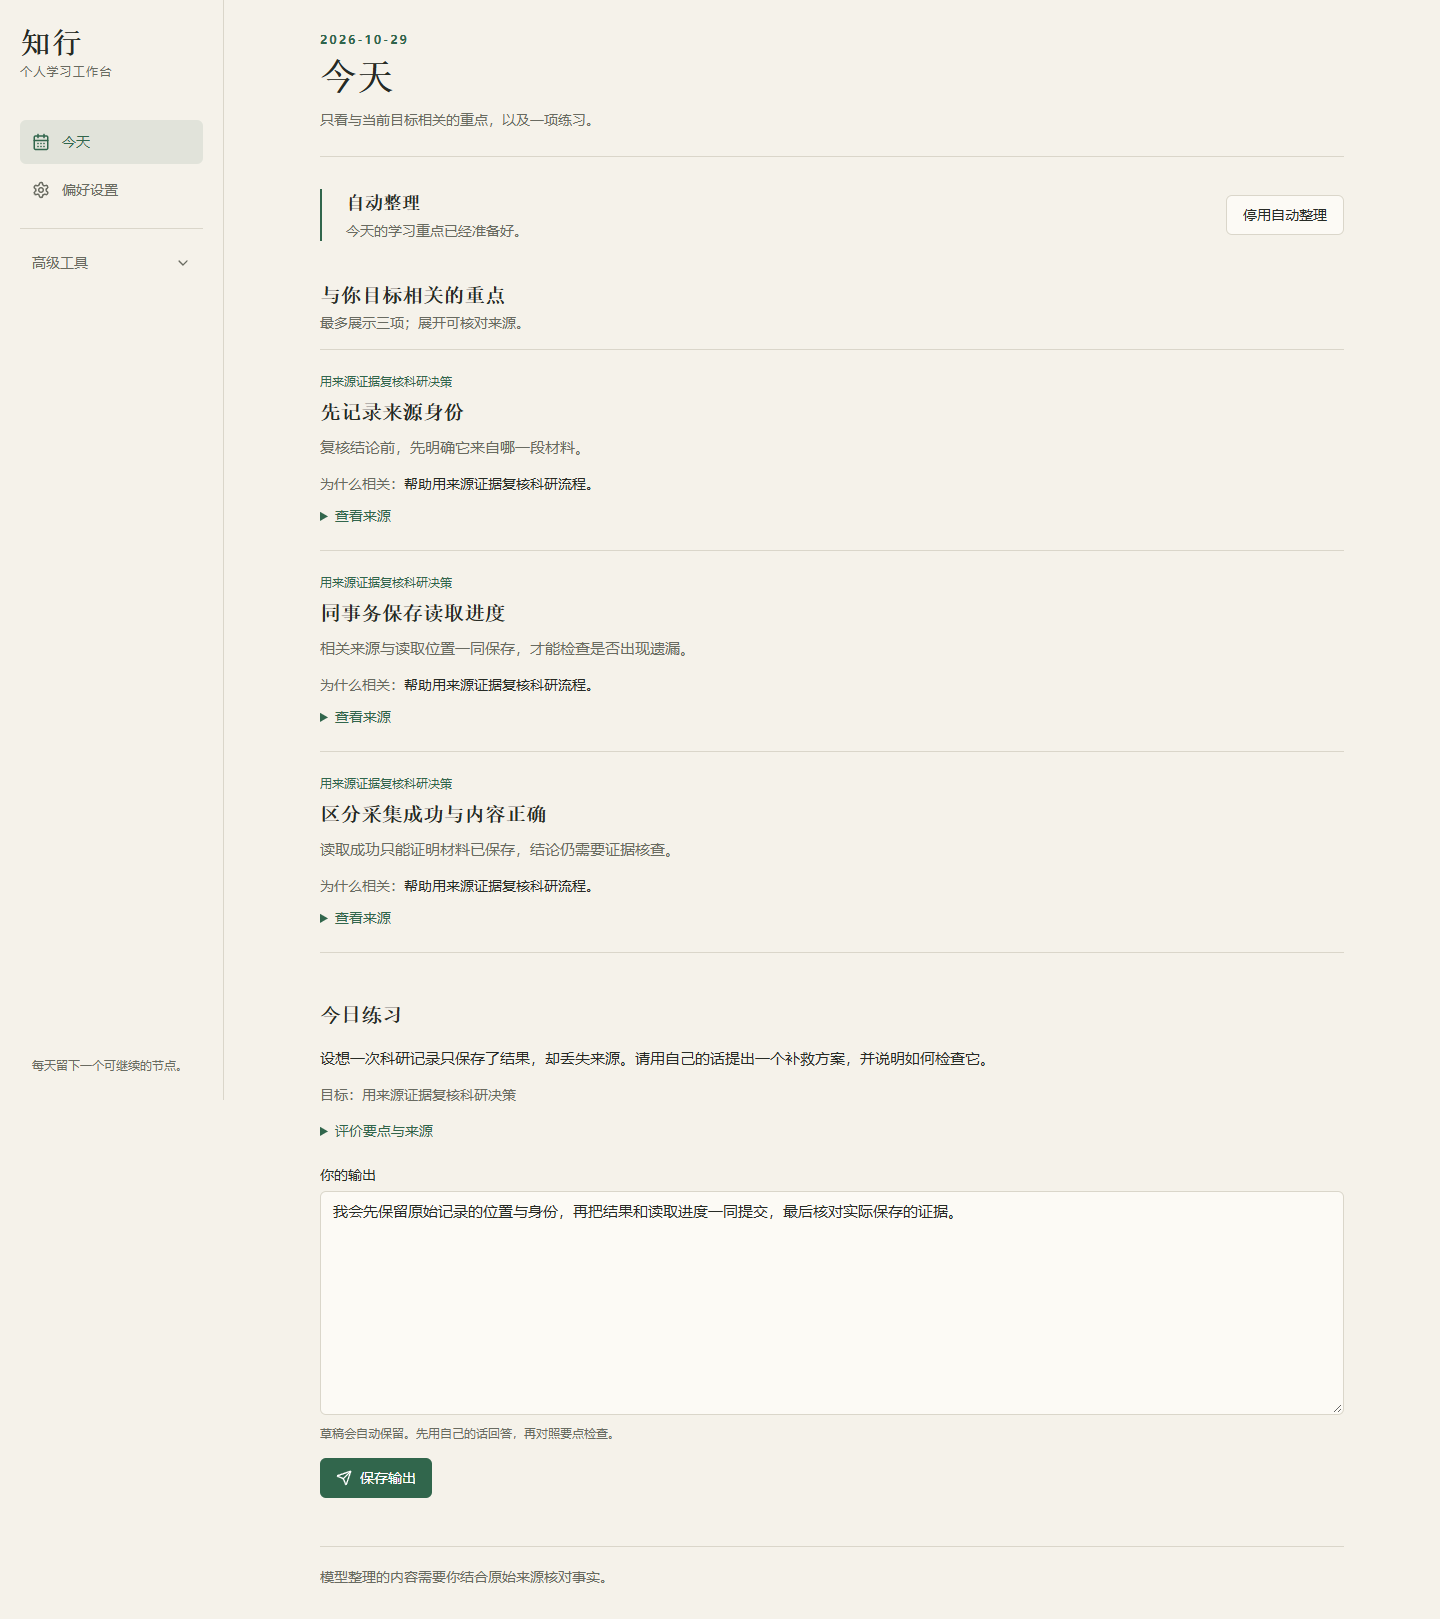 知行
个人学习工作台
今天
偏好设置
高级工具
每天留下一个可继续的节点。
2026-10-29
今天
只看与当前目标相关的重点，以及一项练习。
自动整理
今天的学习重点已经准备好。
停用自动整理
与你目标相关的重点
最多展示三项；展开可核对来源。
用来源证据复核科研决策
先记录来源身份
复核结论前，先明确它来自哪一段材料。
为什么相关：帮助用来源证据复核科研流程。
查看来源
用来源证据复核科研决策
同事务保存读取进度
相关来源与读取位置一同保存，才能检查是否出现遗漏。
为什么相关：帮助用来源证据复核科研流程。
查看来源
用来源证据复核科研决策
区分采集成功与内容正确
读取成功只能证明材料已保存，结论仍需要证据核查。
为什么相关：帮助用来源证据复核科研流程。
查看来源
今日练习
设想一次科研记录只保存了结果，却丢失来源。请用自己的话提出一个补救方案，并说明如何检查它。
目标：用来源证据复核科研决策
评价要点与来源
你的输出
我会先保留原始记录的位置与身份，再把结果和读取进度一同提交，最后核对实际保存的证据。
草稿会自动保留。先用自己的话回答，再对照要点检查。
保存输出
模型整理的内容需要你结合原始来源核对事实。